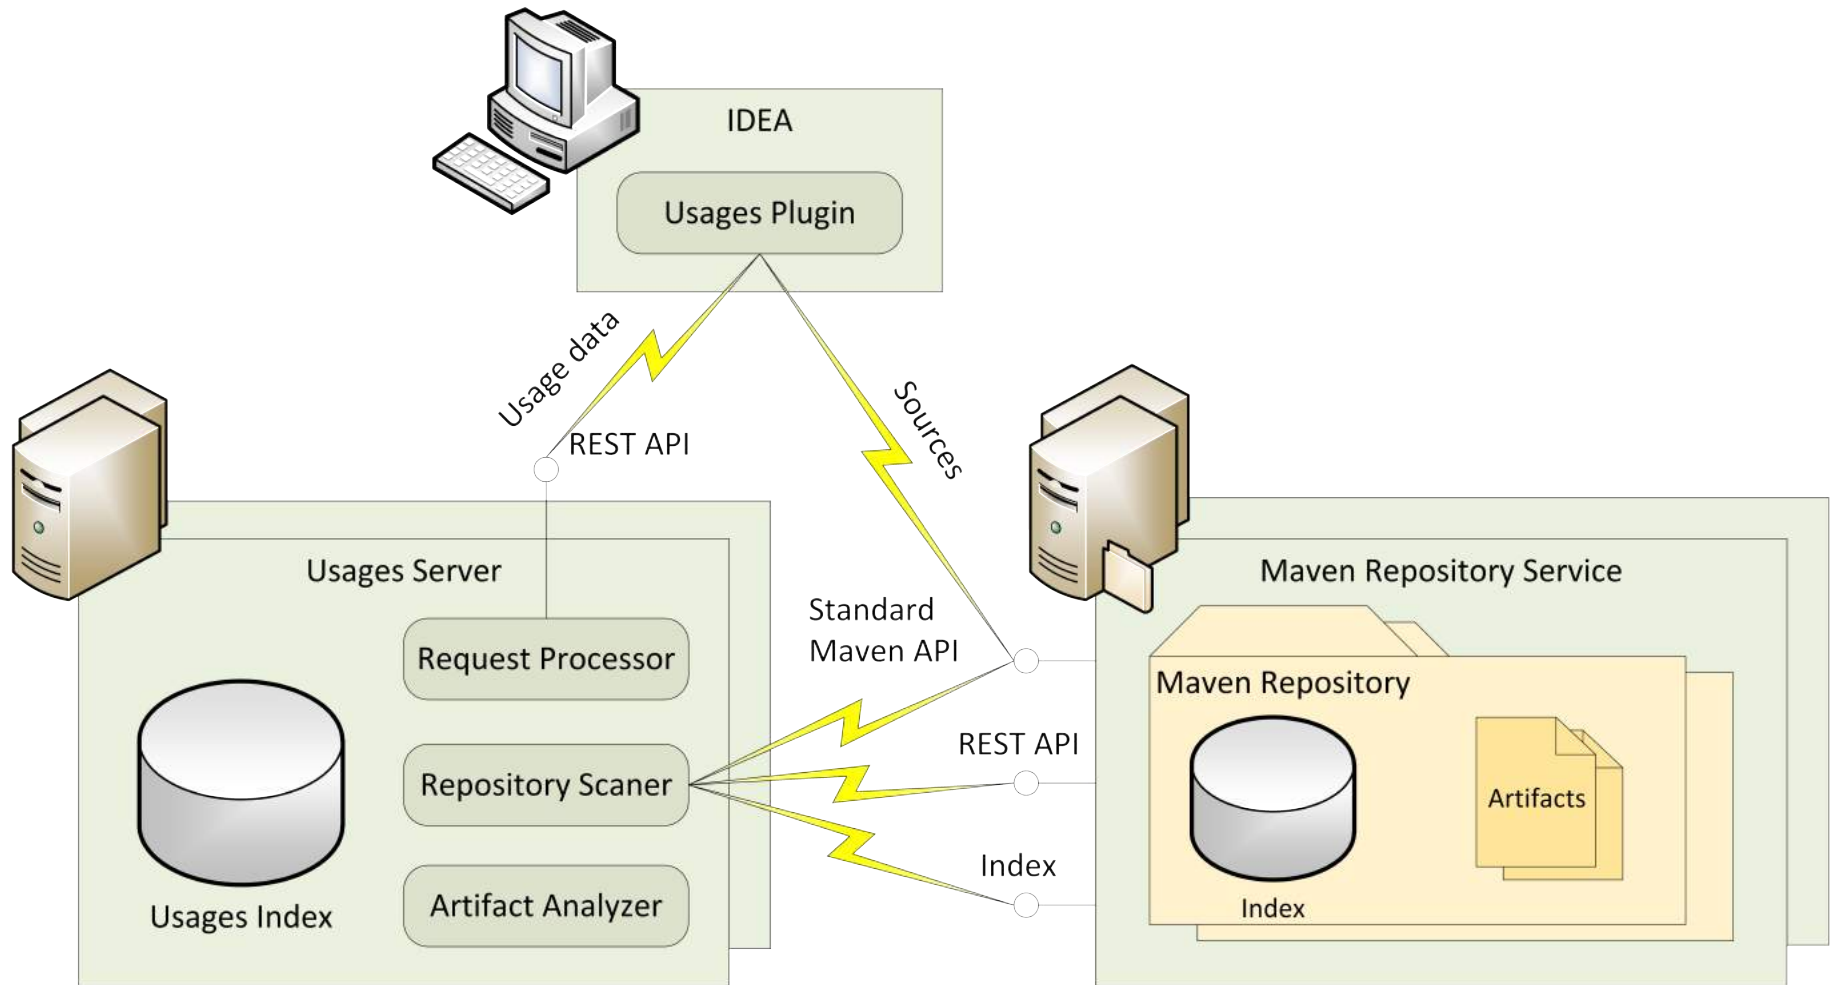 IDEA
Usages Plugin
Usage data
Sources
REST API
Usages Server
Request Processor
Repository Scaner
Artifact Analyzer
Usages Index
Standard
Maven API
REST API
Index
Maven Repository Service
Maven Repository
Index
Artifacts